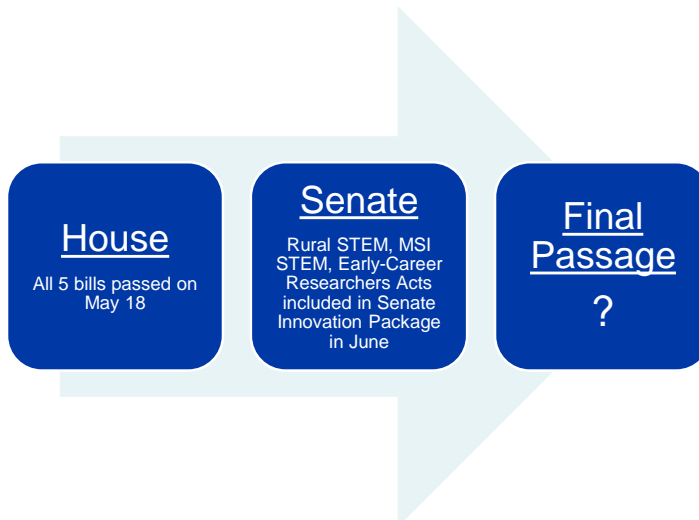 House
All 5 bills passed on
May 18
Senate
Rural STEM, MSI
STEM, Early-Career
Researchers Acts
included in Senate
Innovation Package
in June
Final
Passage
?